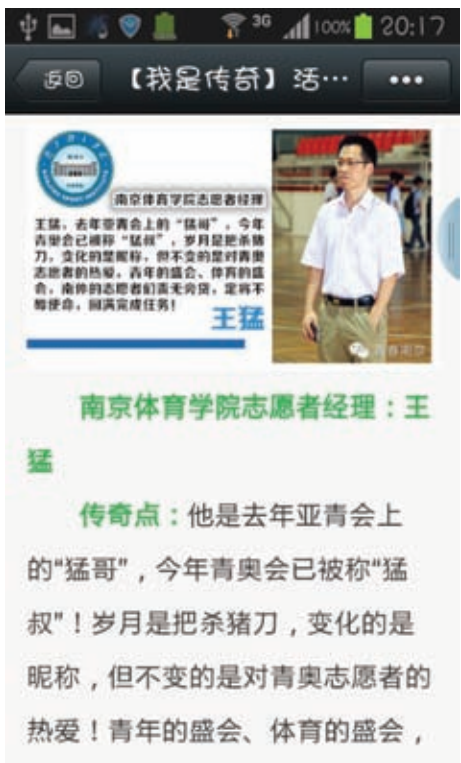 3G 100% 20:17
返回 【我是传奇】活… •••
南京体育学院志愿者经理
王猛，去年亚青会上的“猛哥”，今年
青奥会已被称“猛叔”，岁月是把杀猪
刀，变化的是昵称，但不变的是对青奥
志愿者的热爱，青年的盛会、体育的盛
会，南体的志愿者们责无旁贷，定将不
辱使命，圆满完成任务！
王猛
南京体育学院志愿者经理：王
猛
传奇点：他是去年亚青会上
的“猛哥”，今年青奥会已被称“猛
叔”！岁月是把杀猪刀，变化的是
昵称，但不变的是对青奥志愿者的
热爱！青年的盛会、体育的盛会，